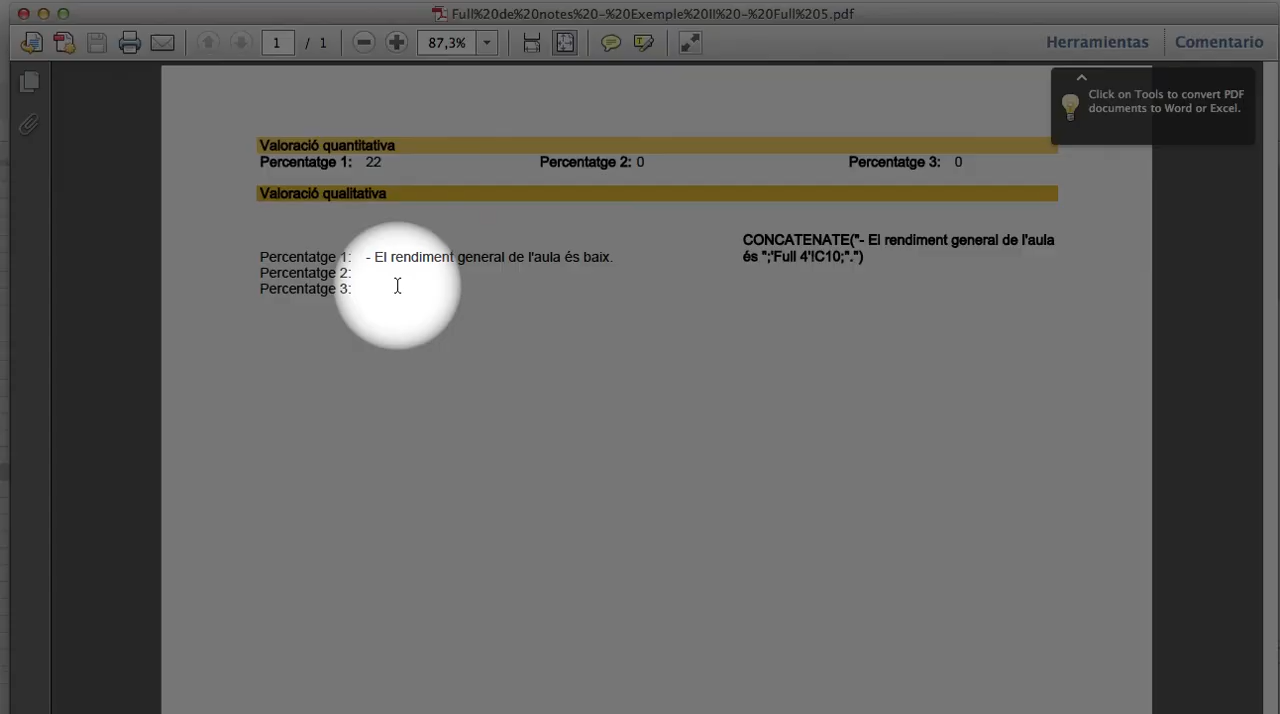 Full%20de%20notes%20-%20Exemple%20II%20-%20Full%205.pdf
1 / 1 87,3% Herramientas Comentario
Click on Tools to convert PDF
documents to Word or Excel.
Valoració quantitativa
Percentatge 1: 22 Percentatge 2: 0 Percentatge 3: 0
Valoració qualitativa
CONCATENATE("- El rendiment general de l'aula
és ";'Full 4'!C10;".")
Percentatge 1: - El rendiment general de l'aula és baix.
Percentatge 2:
Percentatge 3: